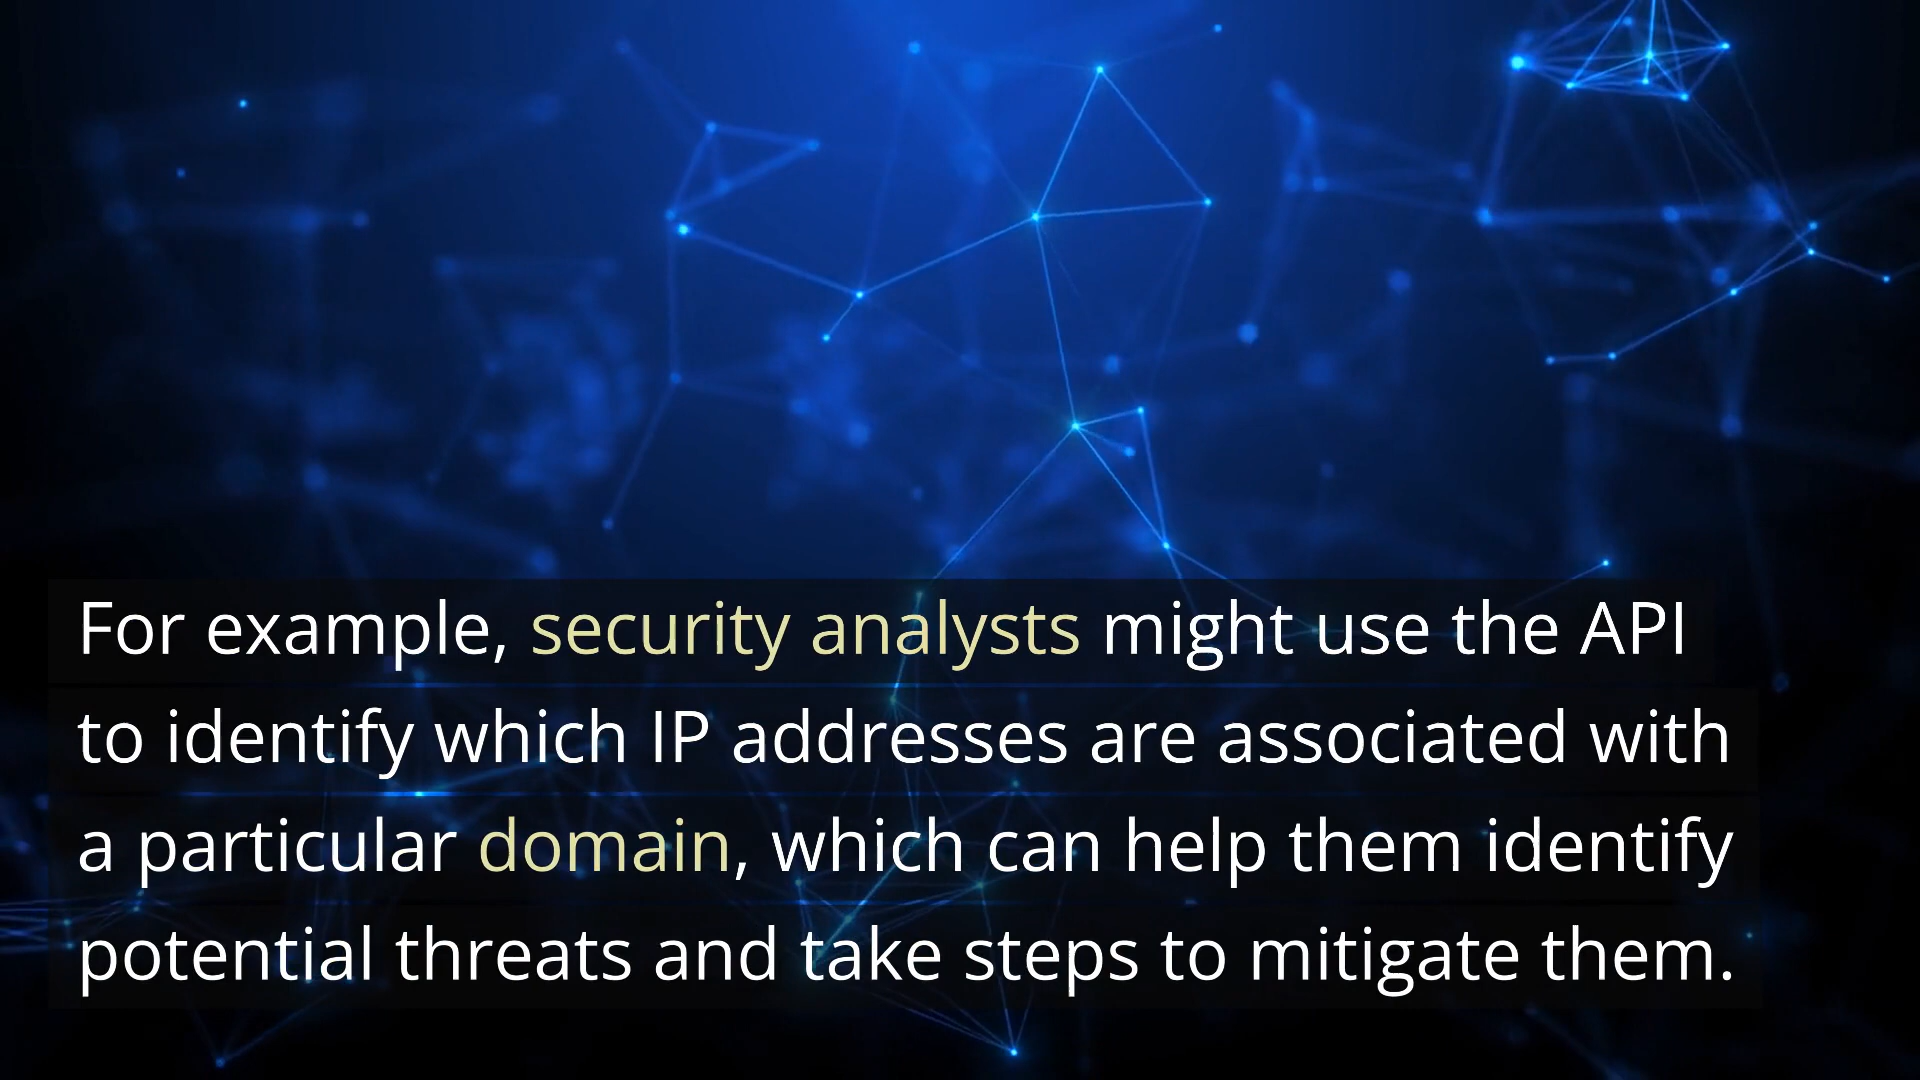 For example, security analysts might use the API
to identify which IP addresses are associated with
a particular domain, which can help them identify
potential threats and take steps to mitigate them.